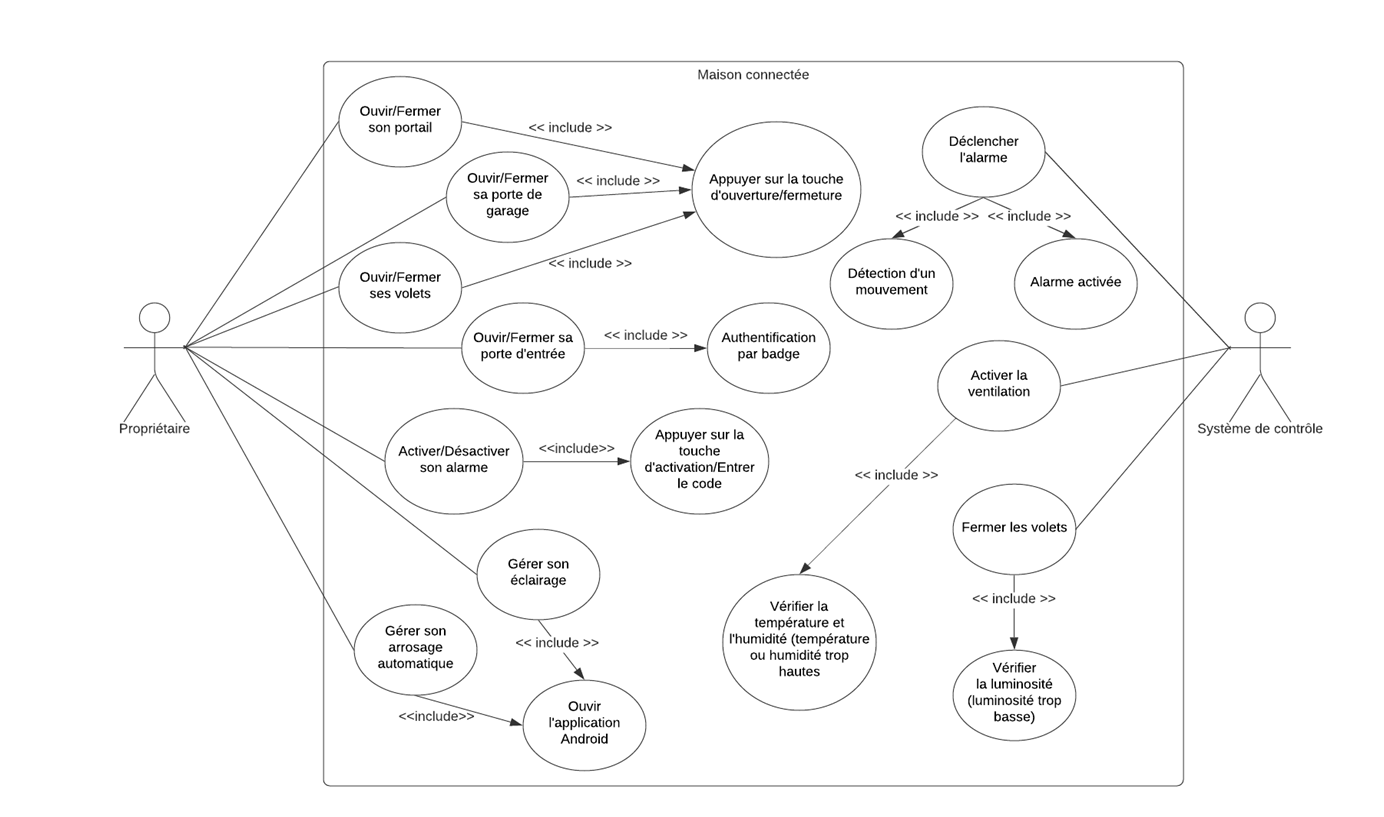 Maison connectée
Ouvir/Fermer
son portail
<< include >>
Ouvir/Fermer
sa porte de
garage
<< include >>
Appuyer sur la touche
d'ouverture/fermeture
Ouvir/Fermer
ses volets
<< include >>
Déclencher
l'alarme
<< include >>
<< include >>
Détection d'un
mouvement
Alarme activée
Ouvir/Fermer sa
porte d'entrée
<< include >>
Authentification
par badge
Activer la
ventilation
Propriétaire
Système de contrôle
Activer/Désactiver
son alarme
<<include>>
Appuyer sur la
touche
d'activation/Entrer
le code
<< include >>
Fermer les volets
Gérer son
éclairage
<< include >>
<< include >>
Vérifier la
température et
l'humidité (température
ou humidité trop
hautes
Gérer son
arrosage
automatique
<<include>>
Ouvir
l'application
Android
Vérifier
la luminosité
(luminosité trop
basse)